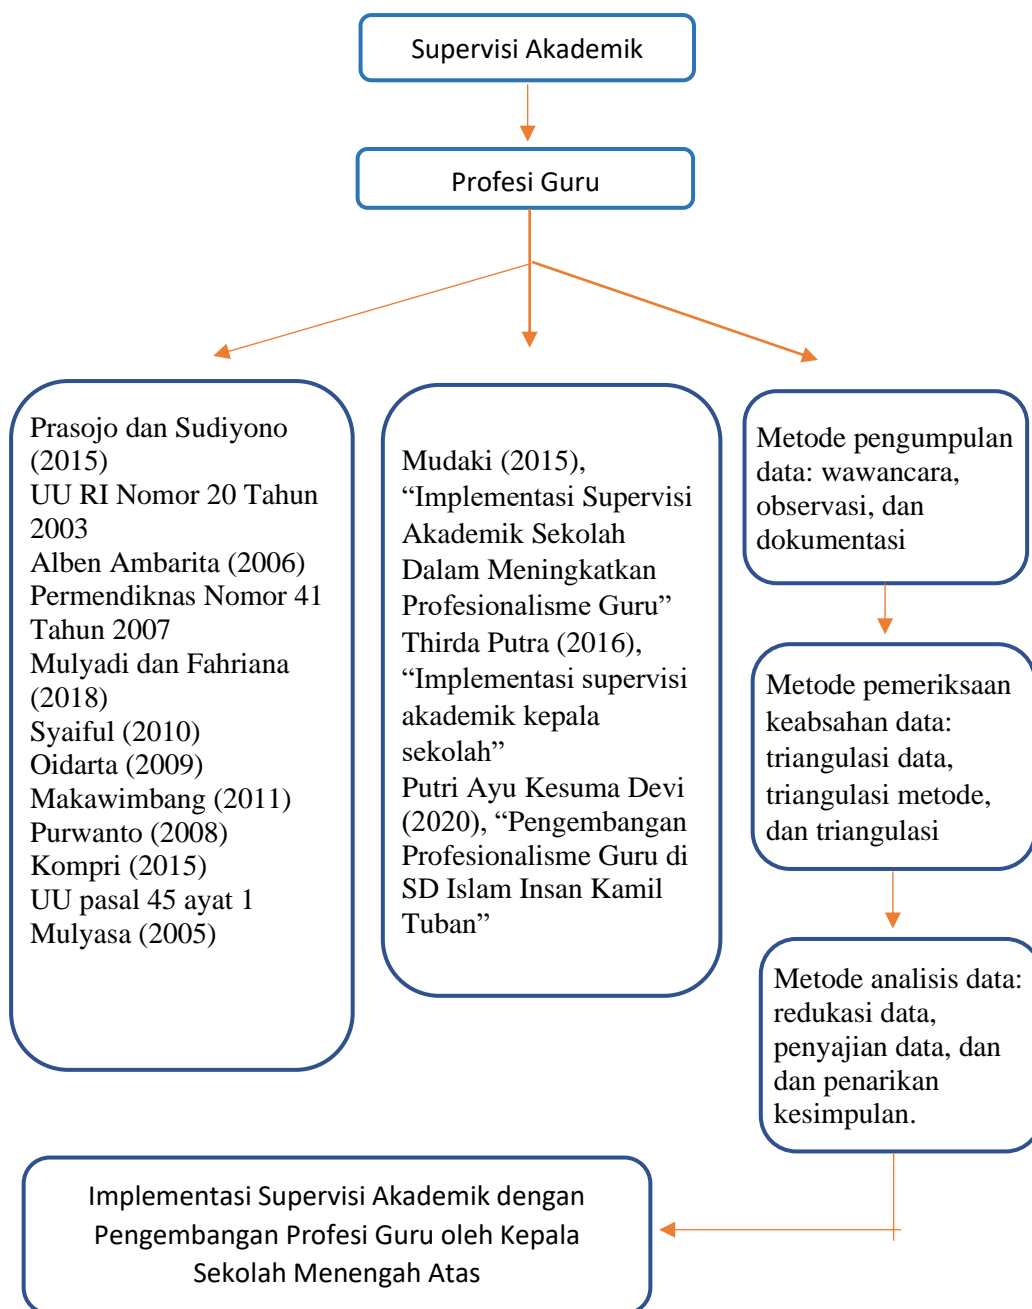 Supervisi Akademik
Profesi Guru
Prasojo dan Sudiyono
(2015)
UU RI Nomor 20 Tahun
2003
Alben Ambarita (2006)
Permendiknas Nomor 41
Tahun 2007
Mulyadi dan Fahriana
(2018)
Syaiful (2010)
Oidarta (2009)
Makawimbang (2011)
Purwanto (2008)
Kompri (2015)
UU pasal 45 ayat 1
Mulyasa (2005)
Mudaki (2015),
“Implementasi Supervisi
Akademik Sekolah
Dalam Meningkatkan
Profesionalisme Guru”
Thirda Putra (2016),
“Implementasi supervisi
akademik kepala
sekolah”
Putri Ayu Kesuma Devi
(2020), “Pengembangan
Profesionalisme Guru di
SD Islam Insan Kamil
Tuban”
Metode pengumpulan
data: wawancara,
observasi, dan
dokumentasi
Metode pemeriksaan
keabsahan data:
triangulasi data,
triangulasi metode,
dan triangulasi
Metode analisis data:
redukasi data,
penyajian data, dan
dan penarikan
kesimpulan.
Implementasi Supervisi Akademik dengan
Pengembangan Profesi Guru oleh Kepala
Sekolah Menengah Atas